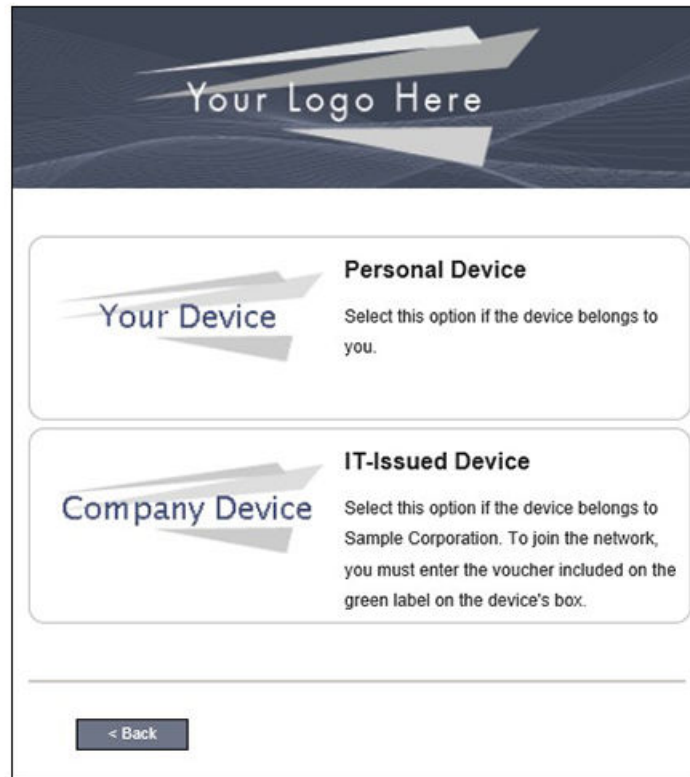 Your Logo Here
Your Device
Personal Device
Select this option if the device belongs to
you.
Company Device
IT-Issued Device
Select this option if the device belongs to
Sample Corporation. To join the network,
you must enter the voucher included on the
green label on the device's box.
< Back